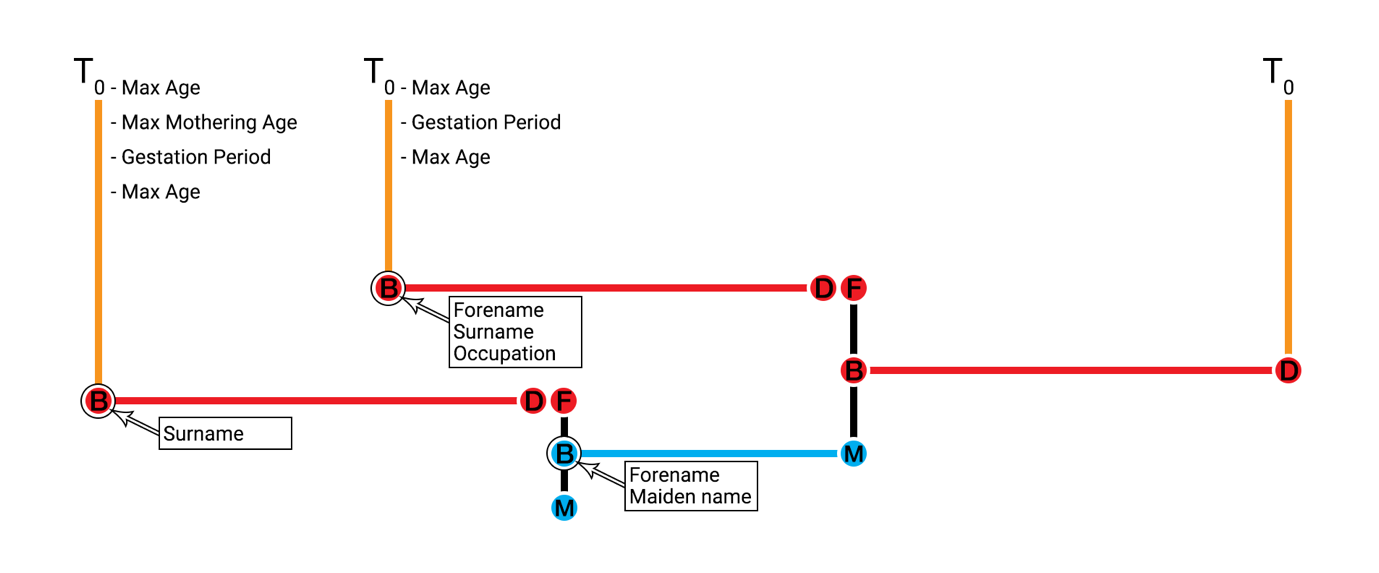 T0 - Max Age
- Max Mothering Age
- Gestation Period
- Max Age
T0 - Max Age
- Gestation Period
- Max Age
T0
B D F
Forename
Surname
Occupation
B D
B D F
Surname
B M
Forename
Maiden name
M